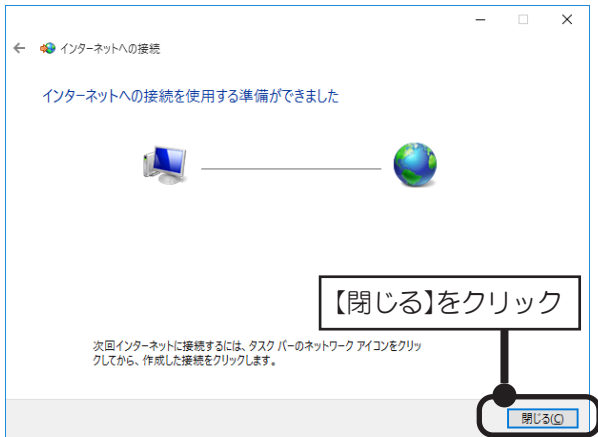 インターネットへの接続
インターネットへの接続を使用する準備ができました
【閉じる】をクリック
次回インターネットに接続するには、タスク バーのネットワーク アイコンをクリッ
クしてから、作成した接続をクリックします。
閉じる(C)